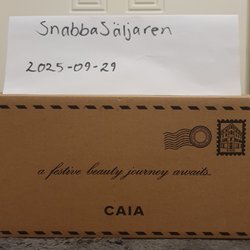 SnabbaSäljaren
2025-09-29
a festive beauty journey awaits.
CAIA